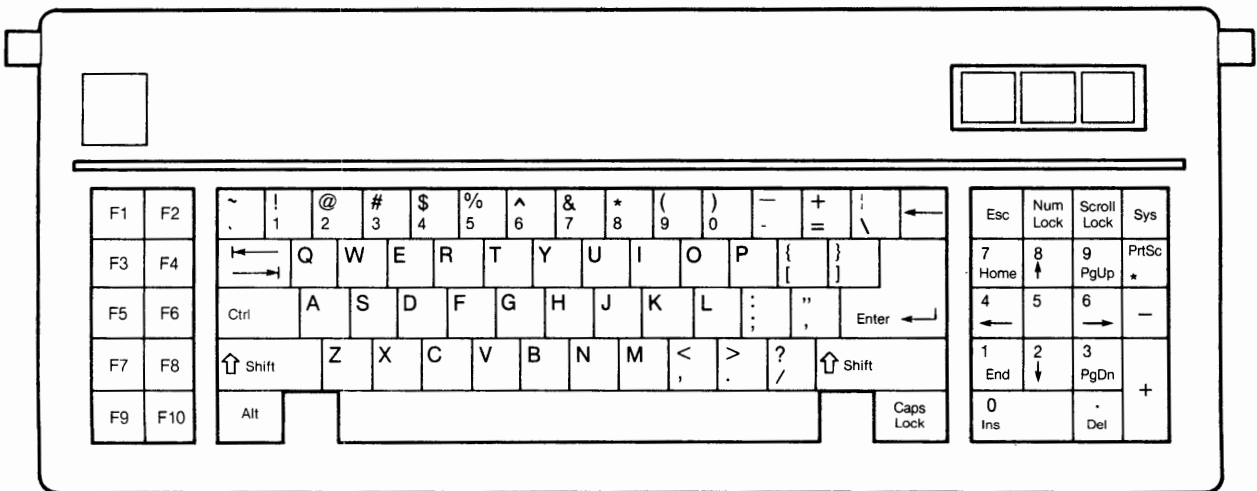 F1 F2
F3 F4
F5 F6
F7 F8
F9 F10
~ ! @ # $ % ^ & * ( ) — + ¦ ←
. 1 2 3 4 5 6 7 8 9 0 - = \
⇤ Q W E R T Y U I O P { }
⇥ [ ]
Ctrl A S D F G H J K L : " Enter ↵
; ,
⇧ Shift Z X C V B N M < > ? ⇧ Shift
, . /
Alt Caps
Lock
Esc Num Scroll Sys
Lock Lock
7 8 9 PrtSc
Home ↑ PgUp *
4 5 6 —
← →
1 2 3 +
End ↓ PgDn
0 .
Ins Del